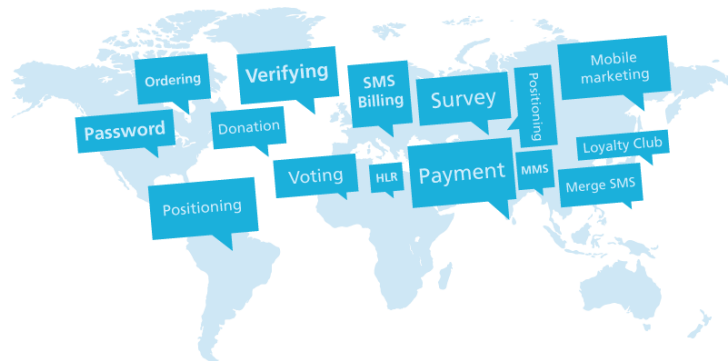 Ordering
Verifying
SMS
Billing
Survey
Positioning
Mobile
marketing
Password
Donation
Loyalty Club
Voting
HLR
Payment
MMS
Merge SMS
Positioning